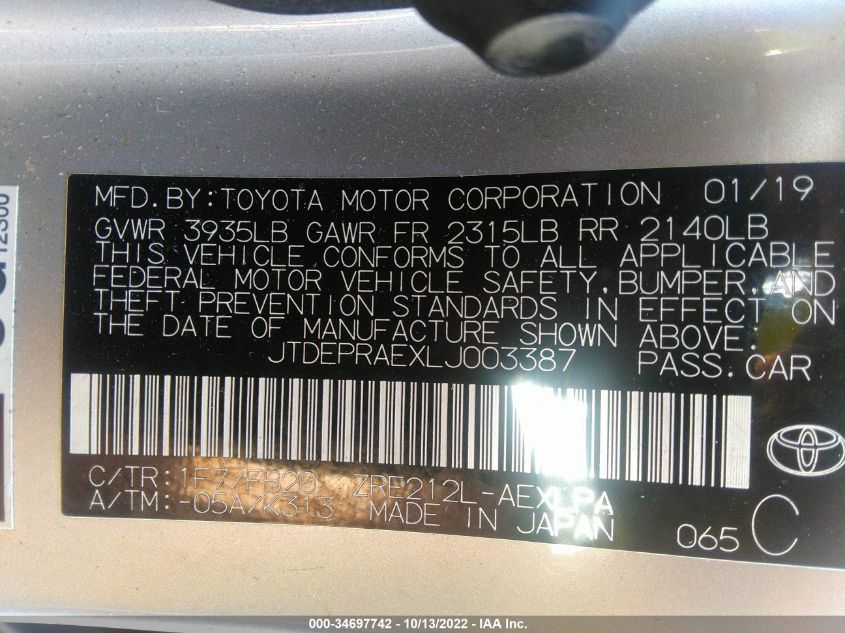 MFD. BY: TOYOTA MOTOR CORPORATION 01/19
GVWR 3935LB GAWR FR 2315LB RR 2140LB
THIS VEHICLE CONFORMS TO ALL APPLICABLE
FEDERAL MOTOR VEHICLE SAFETY, BUMPER, AND
THEFT PREVENTION STANDARDS IN EFFECT ON
THE DATE OF MANUFACTURE SHOWN ABOVE.
JTDEPRAEXLJ003387 PASS. CAR
C/TR: 1F7/FB20 ZRE212L-AEXLPA
A/TM: -05A/K313 MADE IN JAPAN
065 C
12300
000-34697742 - 10/13/2022 - IAA Inc.